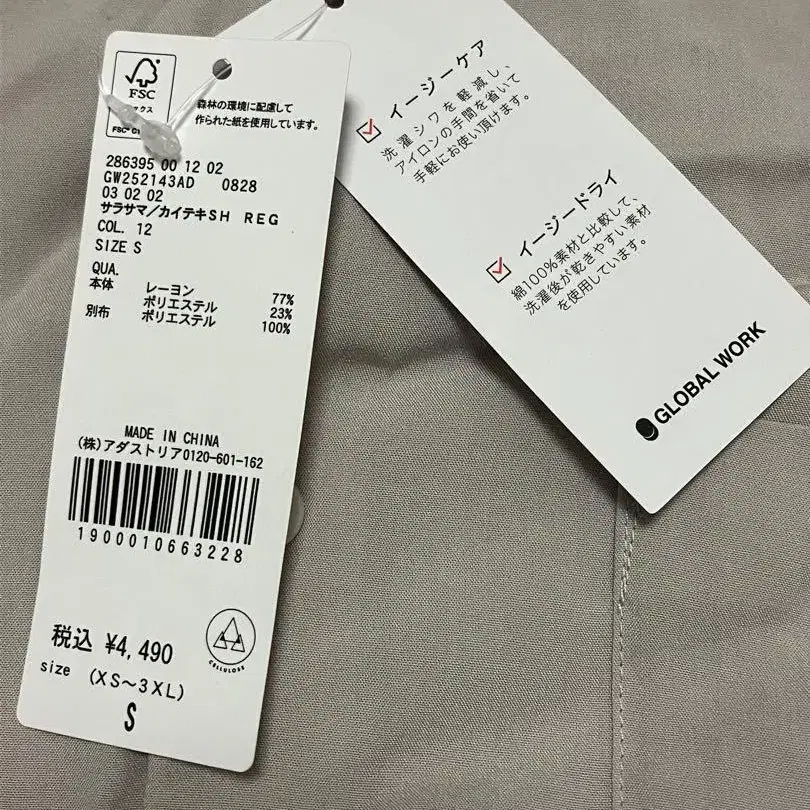 FSC
ックス
森林の環境に配慮して
作られた紙を使用しています。
286395 00 12 02
GW252143AD 0828
03 02 02
サラサマ/カイテキSH REG
COL. 12
SIZE S
QUA.
本体 レーヨン 77%
ポリエステル 23%
別布 ポリエステル 100%
MADE IN CHINA
(株)アダストリア0120-601-162
1900010663228
税込 ¥4,490
size (XS～3XL)
S
CELLULOSE
イージーケア
洗濯シワを軽減し、
アイロンの手間を省いて
手軽にお使い頂けます。
イージードライ
綿100%素材と比較して、
洗濯後が乾きやすい素材
を使用しています。
GLOBAL WORK